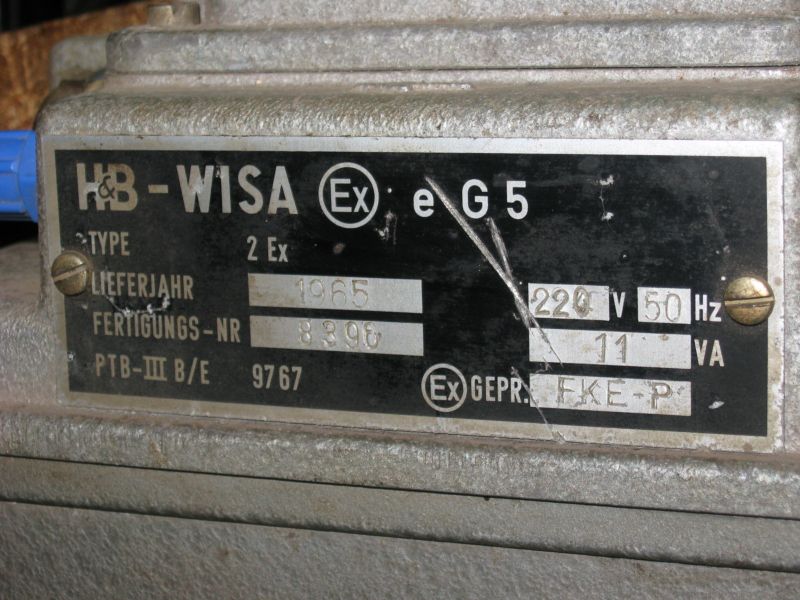 H&B - WISA Ex e G 5
TYPE 2 Ex
LIEFERJAHR 1965 220 V 50 Hz
FERTIGUNGS-NR 8390 11 VA
PTB-III B/E 9767 Ex GEPR. FKE-P